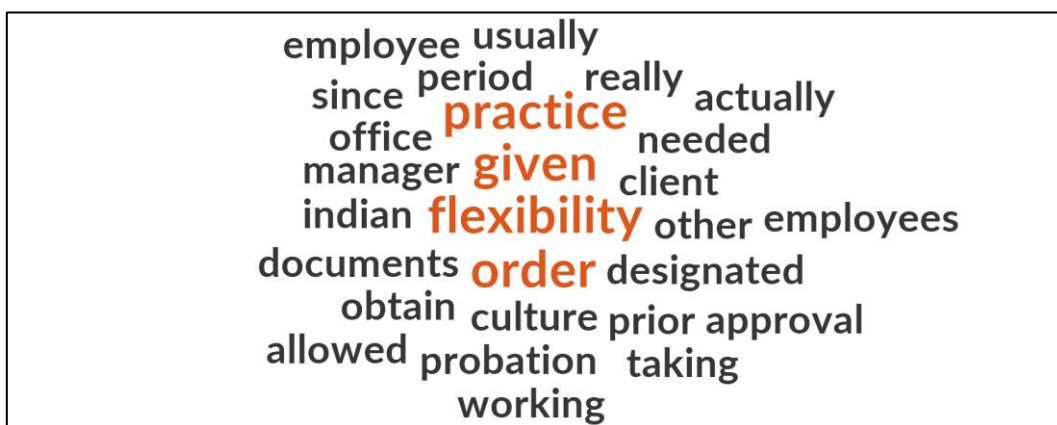 employee usually
period really
since practice actually
office needed
manager given client
indian flexibility other employees
documents order designated
obtain culture prior approval
allowed probation taking
working